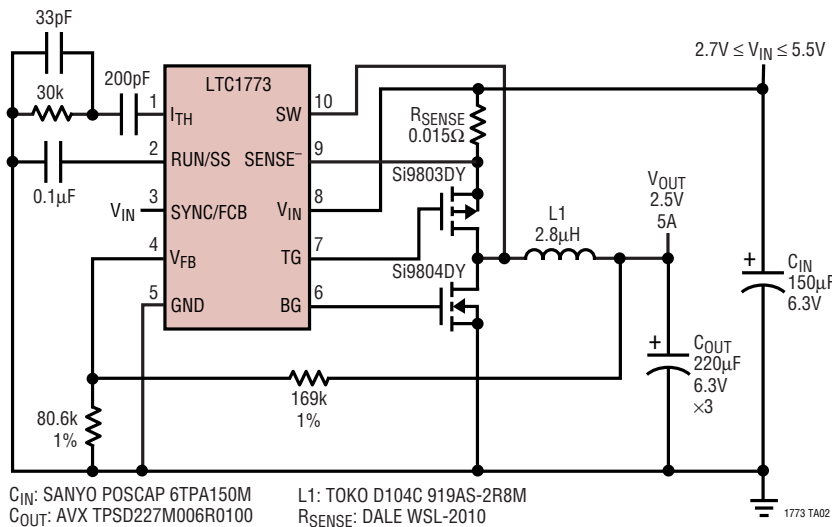 33pF
30k
200pF
0.1µF
LTC1773
1
ITH
2
RUN/SS
3
SYNC/FCB
VIN
4
VFB
5
GND
10
SW
9
SENSE–
8
VIN
7
TG
6
BG
RSENSE
0.015Ω
Si9803DY
Si9804DY
L1
2.8µH
2.7V ≤ VIN ≤ 5.5V
VOUT
2.5V
5A
+
CIN
150µF
6.3V
+
COUT
220µF
6.3V
×3
169k
1%
80.6k
1%
CIN: SANYO POSCAP 6TPA150M
COUT: AVX TPSD227M006R0100
L1: TOKO D104C 919AS-2R8M
RSENSE: DALE WSL-2010
1773 TA02